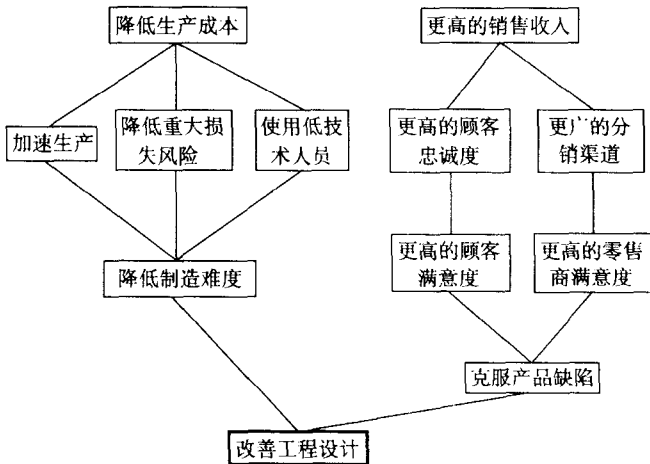 降低生产成本
更高的销售收入
加速生产
降低重大损
失风险
使用低技
术人员
更高的顾客
忠诚度
更广的分
销渠道
降低制造难度
更高的顾客
满意度
更高的零售
商满意度
克服产品缺陷
改善工程设计